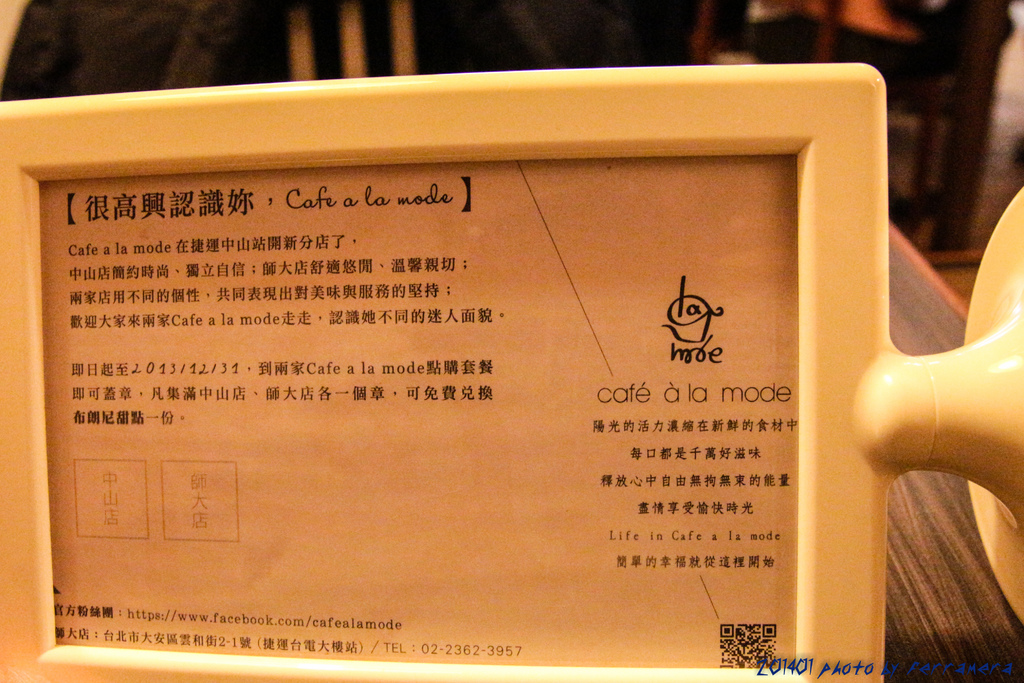 【很高興認識妳，Cafe a la mode】
Cafe a la mode 在捷運中山站開新分店了，
中山店簡約時尚、獨立自信；師大店舒適悠閒、溫馨親切；
兩家店用不同的個性，共同表現出對美味與服務的堅持；
歡迎大家來兩家Cafe a la mode走走，認識她不同的迷人面貌。
即日起至2013/12/31，到兩家Cafe a la mode點購套餐
即可蓋章，凡集滿中山店、師大店各一個章，可免費兌換
布朗尼甜點一份。
中山店
師大店
官方粉絲團：https://www.facebook.com/cafealamode
師大店：台北市大安區雲和街2-1號 (捷運台電大樓站) / TEL：02-2362-3957
la mode
café à la mode
陽光的活力濃縮在新鮮的食材中
每口都是千萬好滋味
釋放心中自由無拘無束的能量
盡情享受愉快時光
Life in Cafe a la mode
簡單的幸福就從這裡開始
201401 photo by ferramera